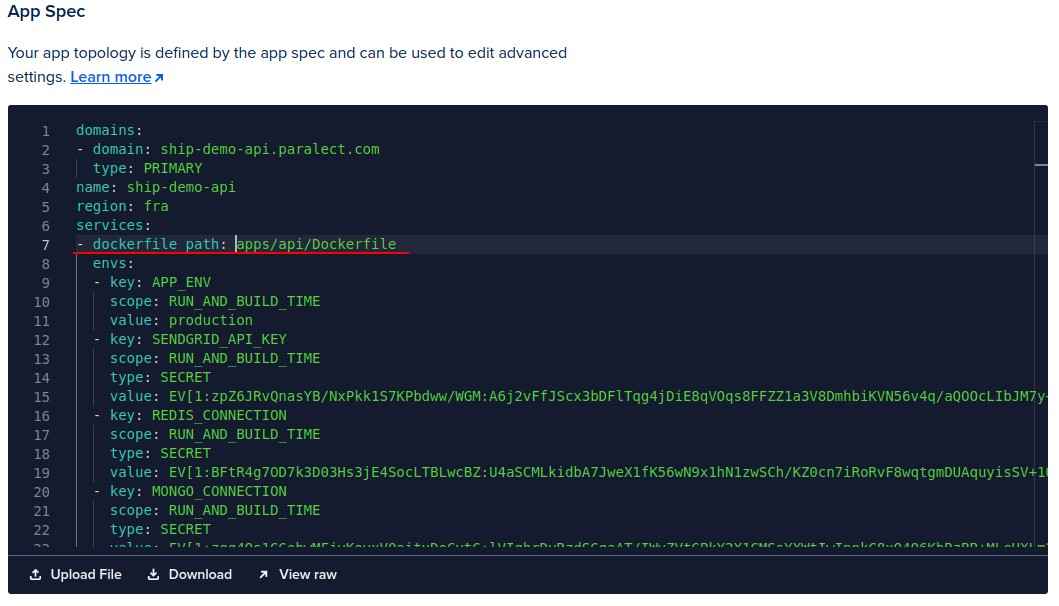 App Spec
Your app topology is defined by the app spec and can be used to edit advanced
settings. Learn more
1 domains:
2 - domain: ship-demo-api.paralect.com
3 type: PRIMARY
4 name: ship-demo-api
5 region: fra
6 services:
7 - dockerfile_path: apps/api/Dockerfile
8 envs:
9 - key: APP_ENV
10 scope: RUN_AND_BUILD_TIME
11 value: production
12 - key: SENDGRID_API_KEY
13 scope: RUN_AND_BUILD_TIME
14 type: SECRET
15 value: EV[1:zpZ6JRvQnasYB/NxPkk1S7KPbdww/WGM:A6j2vFfJScx3bDFlTqg4jDiE8qVOqs8FFZZ1a3V8DmhbiKVN56v4q/aQOOcLIbJM7y
16 - key: REDIS_CONNECTION
17 scope: RUN_AND_BUILD_TIME
18 type: SECRET
19 value: EV[1:BFtR4g7OD7k3D03Hs3jE4SocLTBLwcBZ:U4aSCMLkidbA7JweX1fK56wN9x1hN1zwSCh/KZ0cn7iRoRvF8wqtgmDUAquyisSV+1
20 - key: MONGO_CONNECTION
21 scope: RUN_AND_BUILD_TIME
22 type: SECRET
Upload File Download View raw